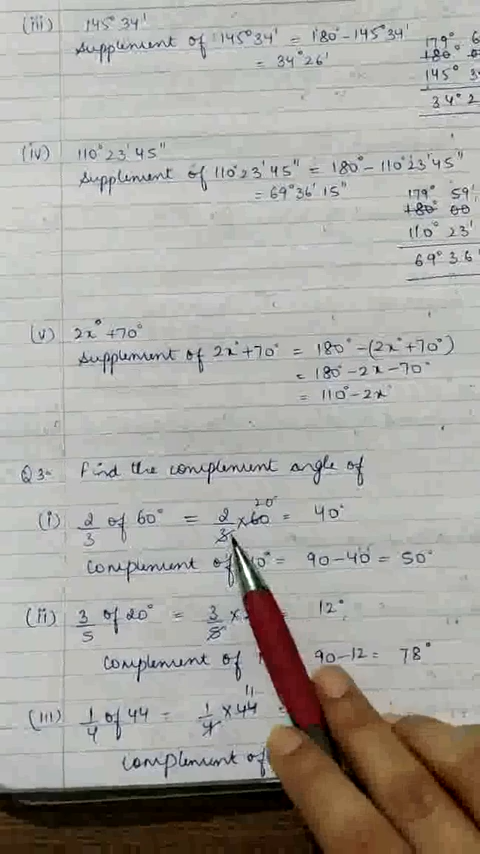 (iii) 145°34'
Supplement of 145°34' = 180° - 145°34'
= 34°26'
179° 6
180°
145° 3
34° 2
(iv) 110°23'45"
Supplement of 110°23'45" = 180° - 110°23'45"
= 69°36'15"
179° 59'
180° 60
110° 23'
69° 36
(v) 2x° + 70°
Supplement of 2x° + 70° = 180° - (2x° + 70°)
= 180° - 2x - 70°
= 110° - 2x
Q3- Find the complement angle of
(i) 2/3 of 60° = 2/3 × 60 20° = 40°
Complement of 40° = 90 - 40 = 50°
(ii) 3/5 of 20° = 3/5 × = 12°
Complement of 90 - 12 = 78°
(iii) 1/4 of 44 = 1/4 × 44 11 =
Complement of